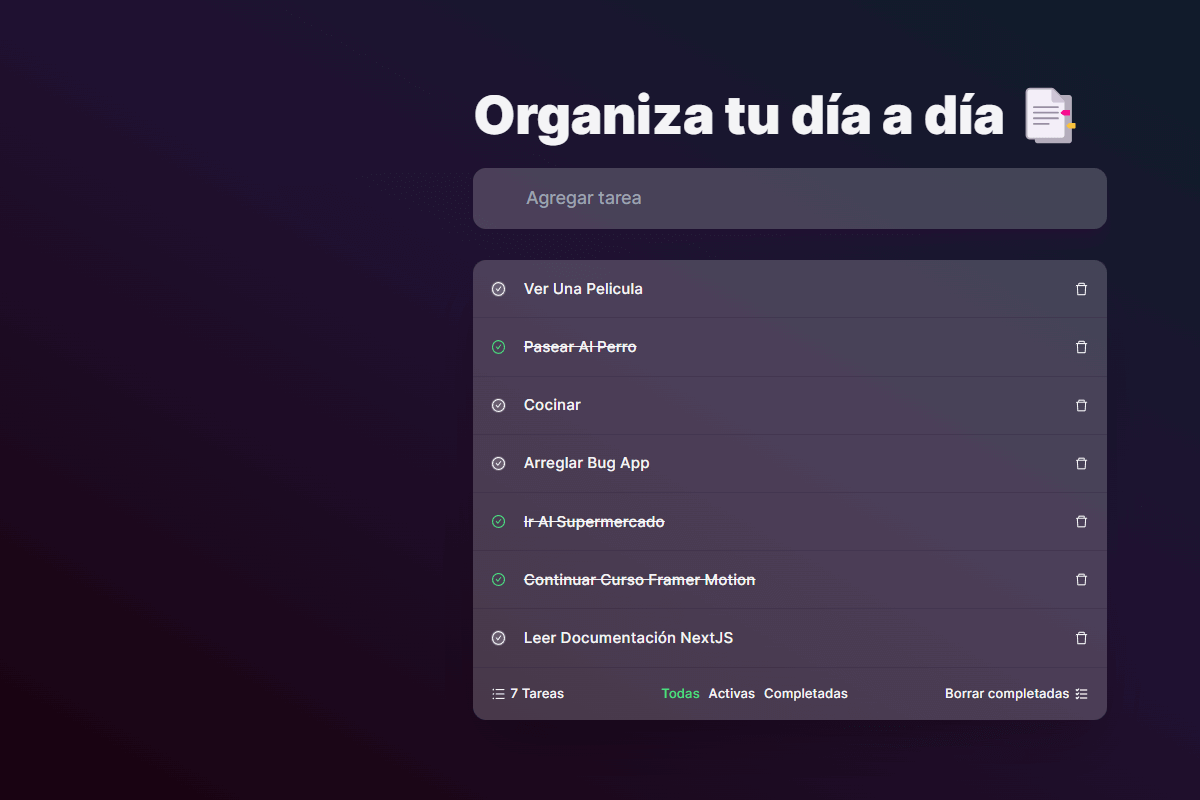 Organiza tu día a día
Agregar tarea
Ver Una Pelicula
Pasear Al Perro
Cocinar
Arreglar Bug App
Ir Al Supermercado
Continuar Curso Framer Motion
Leer Documentación NextJS
7 Tareas Todas Activas Completadas Borrar completadas